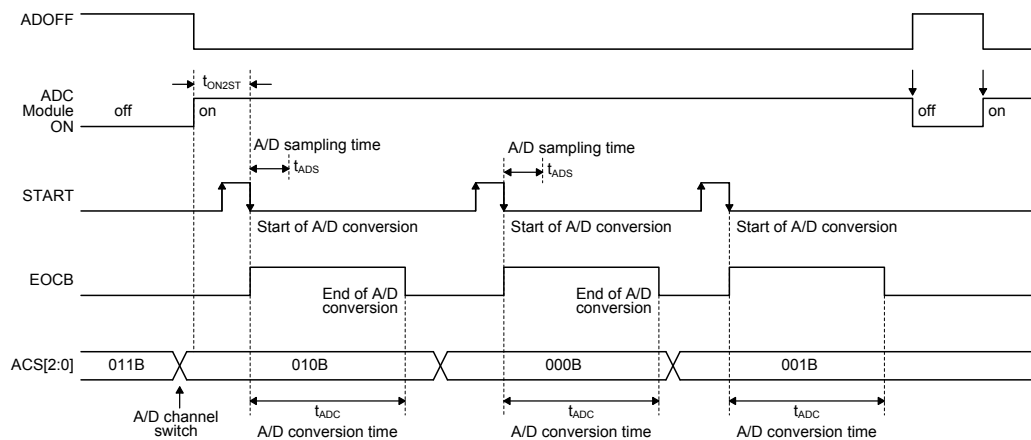 ADOFF
tON2ST
ADC
Module
ON
off
on
off
on
A/D sampling time
tADS
A/D sampling time
tADS
START
Start of A/D conversion
Start of A/D conversion
Start of A/D conversion
EOCB
End of A/D
conversion
End of A/D
conversion
ACS[2:0]
011B
010B
000B
001B
A/D channel
switch
tADC
A/D conversion time
tADC
A/D conversion time
tADC
A/D conversion time